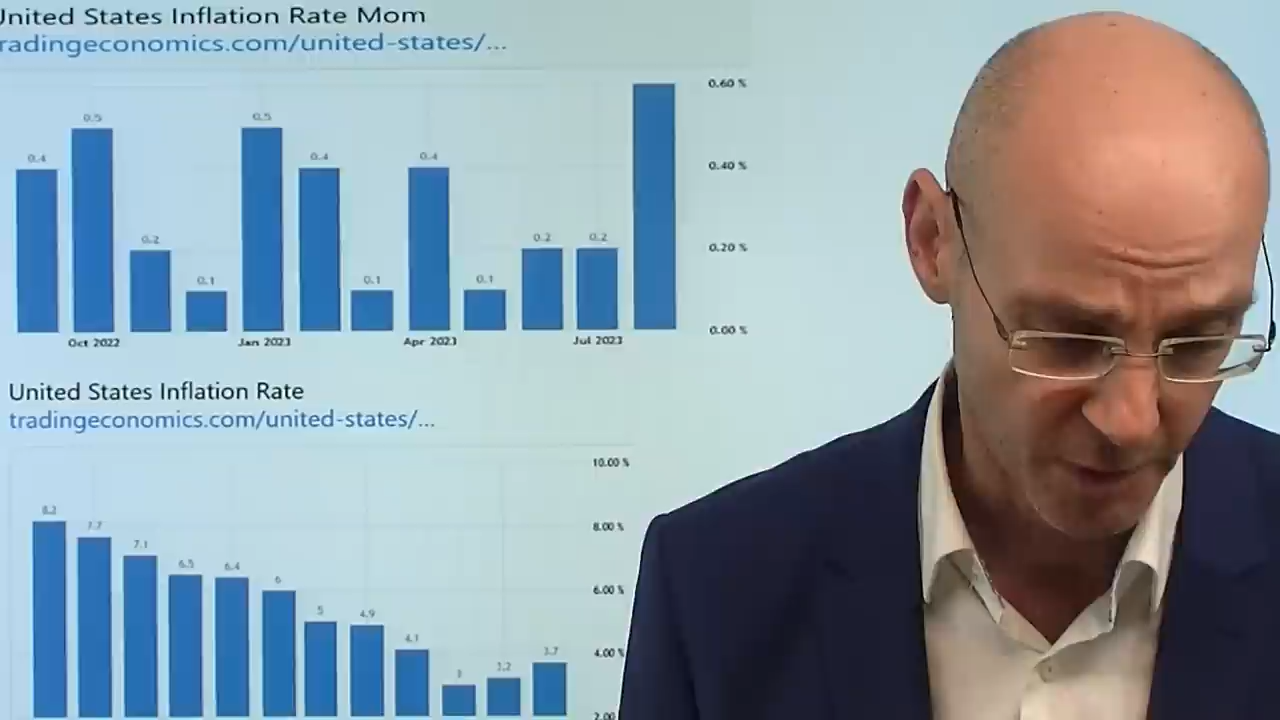 United States Inflation Rate Mom
tradingeconomics.com/united-states/...
0.60 %
0.5 0.5
0.4 0.4 0.4
0.40 %
0.2 0.2 0.2
0.20 %
0.1 0.1 0.1
0.00 %
Oct 2022 Jan 2023 Apr 2023 Jul 2023
United States Inflation Rate
tradingeconomics.com/united-states/...
10.00 %
8.2
7.7
8.00 %
7.1
6.5 6.4
6
6.00 %
5 4.9
4.1
4.00 %
3 3.2 3.7
2.00